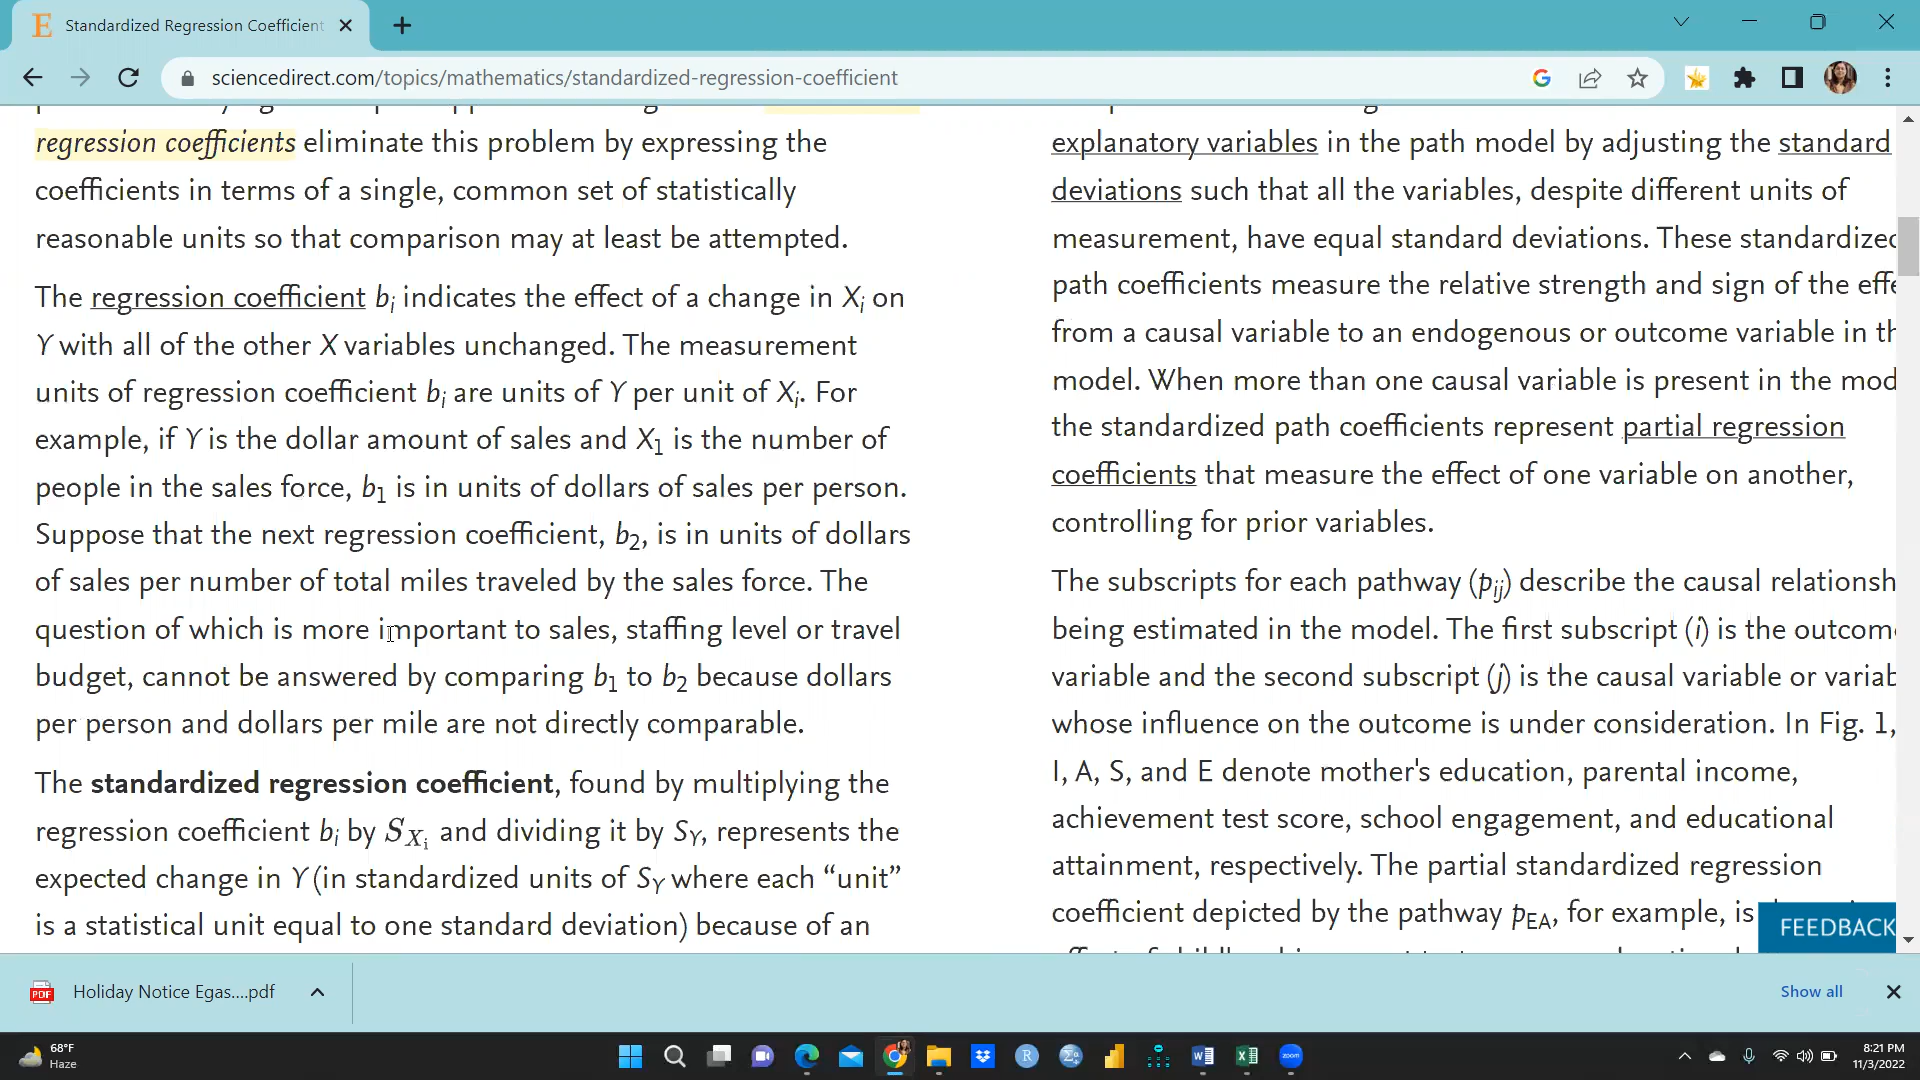 Standardized Regression Coefficient
sciencedirect.com/topics/mathematics/standardized-regression-coefficient
regression coefficients eliminate this problem by expressing the
coefficients in terms of a single, common set of statistically
reasonable units so that comparison may at least be attempted.
The regression coefficient bi indicates the effect of a change in Xi on
Y with all of the other X variables unchanged. The measurement
units of regression coefficient bi are units of Y per unit of Xi. For
example, if Y is the dollar amount of sales and X1 is the number of
people in the sales force, b1 is in units of dollars of sales per person.
Suppose that the next regression coefficient, b2, is in units of dollars
of sales per number of total miles traveled by the sales force. The
question of which is more important to sales, staffing level or travel
budget, cannot be answered by comparing b1 to b2 because dollars
per person and dollars per mile are not directly comparable.
The standardized regression coefficient, found by multiplying the
regression coefficient bi by SXi and dividing it by SY, represents the
expected change in Y (in standardized units of SY where each “unit”
is a statistical unit equal to one standard deviation) because of an
explanatory variables in the path model by adjusting the standard
deviations such that all the variables, despite different units of
measurement, have equal standard deviations. These standardized
path coefficients measure the relative strength and sign of the effe
from a causal variable to an endogenous or outcome variable in th
model. When more than one causal variable is present in the mod
the standardized path coefficients represent partial regression
coefficients that measure the effect of one variable on another,
controlling for prior variables.
The subscripts for each pathway (pij) describe the causal relationsh
being estimated in the model. The first subscript (i) is the outcom
variable and the second subscript (j) is the causal variable or variab
whose influence on the outcome is under consideration. In Fig. 1,
I, A, S, and E denote mother's education, parental income,
achievement test score, school engagement, and educational
attainment, respectively. The partial standardized regression
coefficient depicted by the pathway pEA, for example, is
FEEDBACK
Holiday Notice Egas....pdf
Show all
68°F
Haze
8:21 PM
11/3/2022